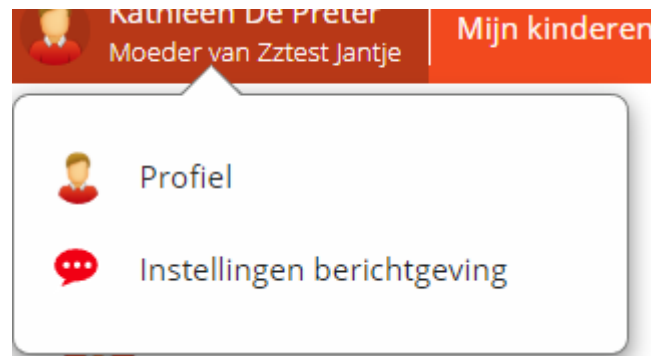 Kathleen De Preter
Moeder van Zztest Jantje
Mijn kinderen
Profiel
Instellingen berichtgeving